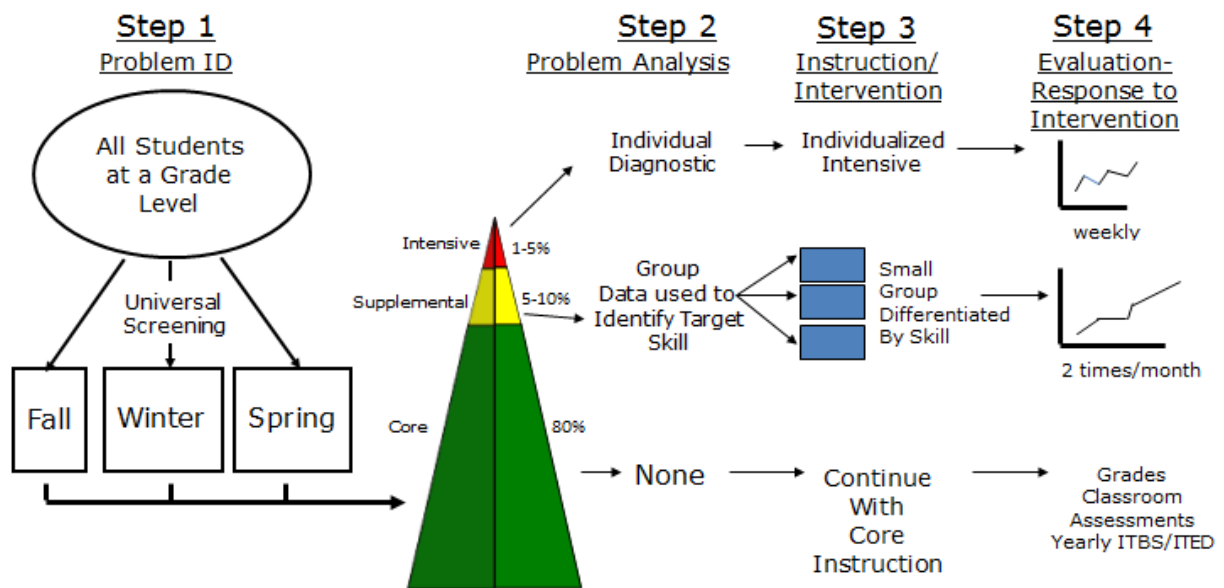 Step 1
Problem ID
All Students
at a Grade
Level
Universal
Screening
Fall
Winter
Spring
Intensive
1-5%
Supplemental
5-10%
Core
80%
Step 2
Problem Analysis
Individual
Diagnostic
Group
Data used to
Identify Target
Skill
None
Step 3
Instruction/
Intervention
Individualized
Intensive
Small
Group
Differentiated
By Skill
Continue
With
Core
Instruction
Step 4
Evaluation-
Response to
Intervention
weekly
2 times/month
Grades
Classroom
Assessments
Yearly ITBS/ITED